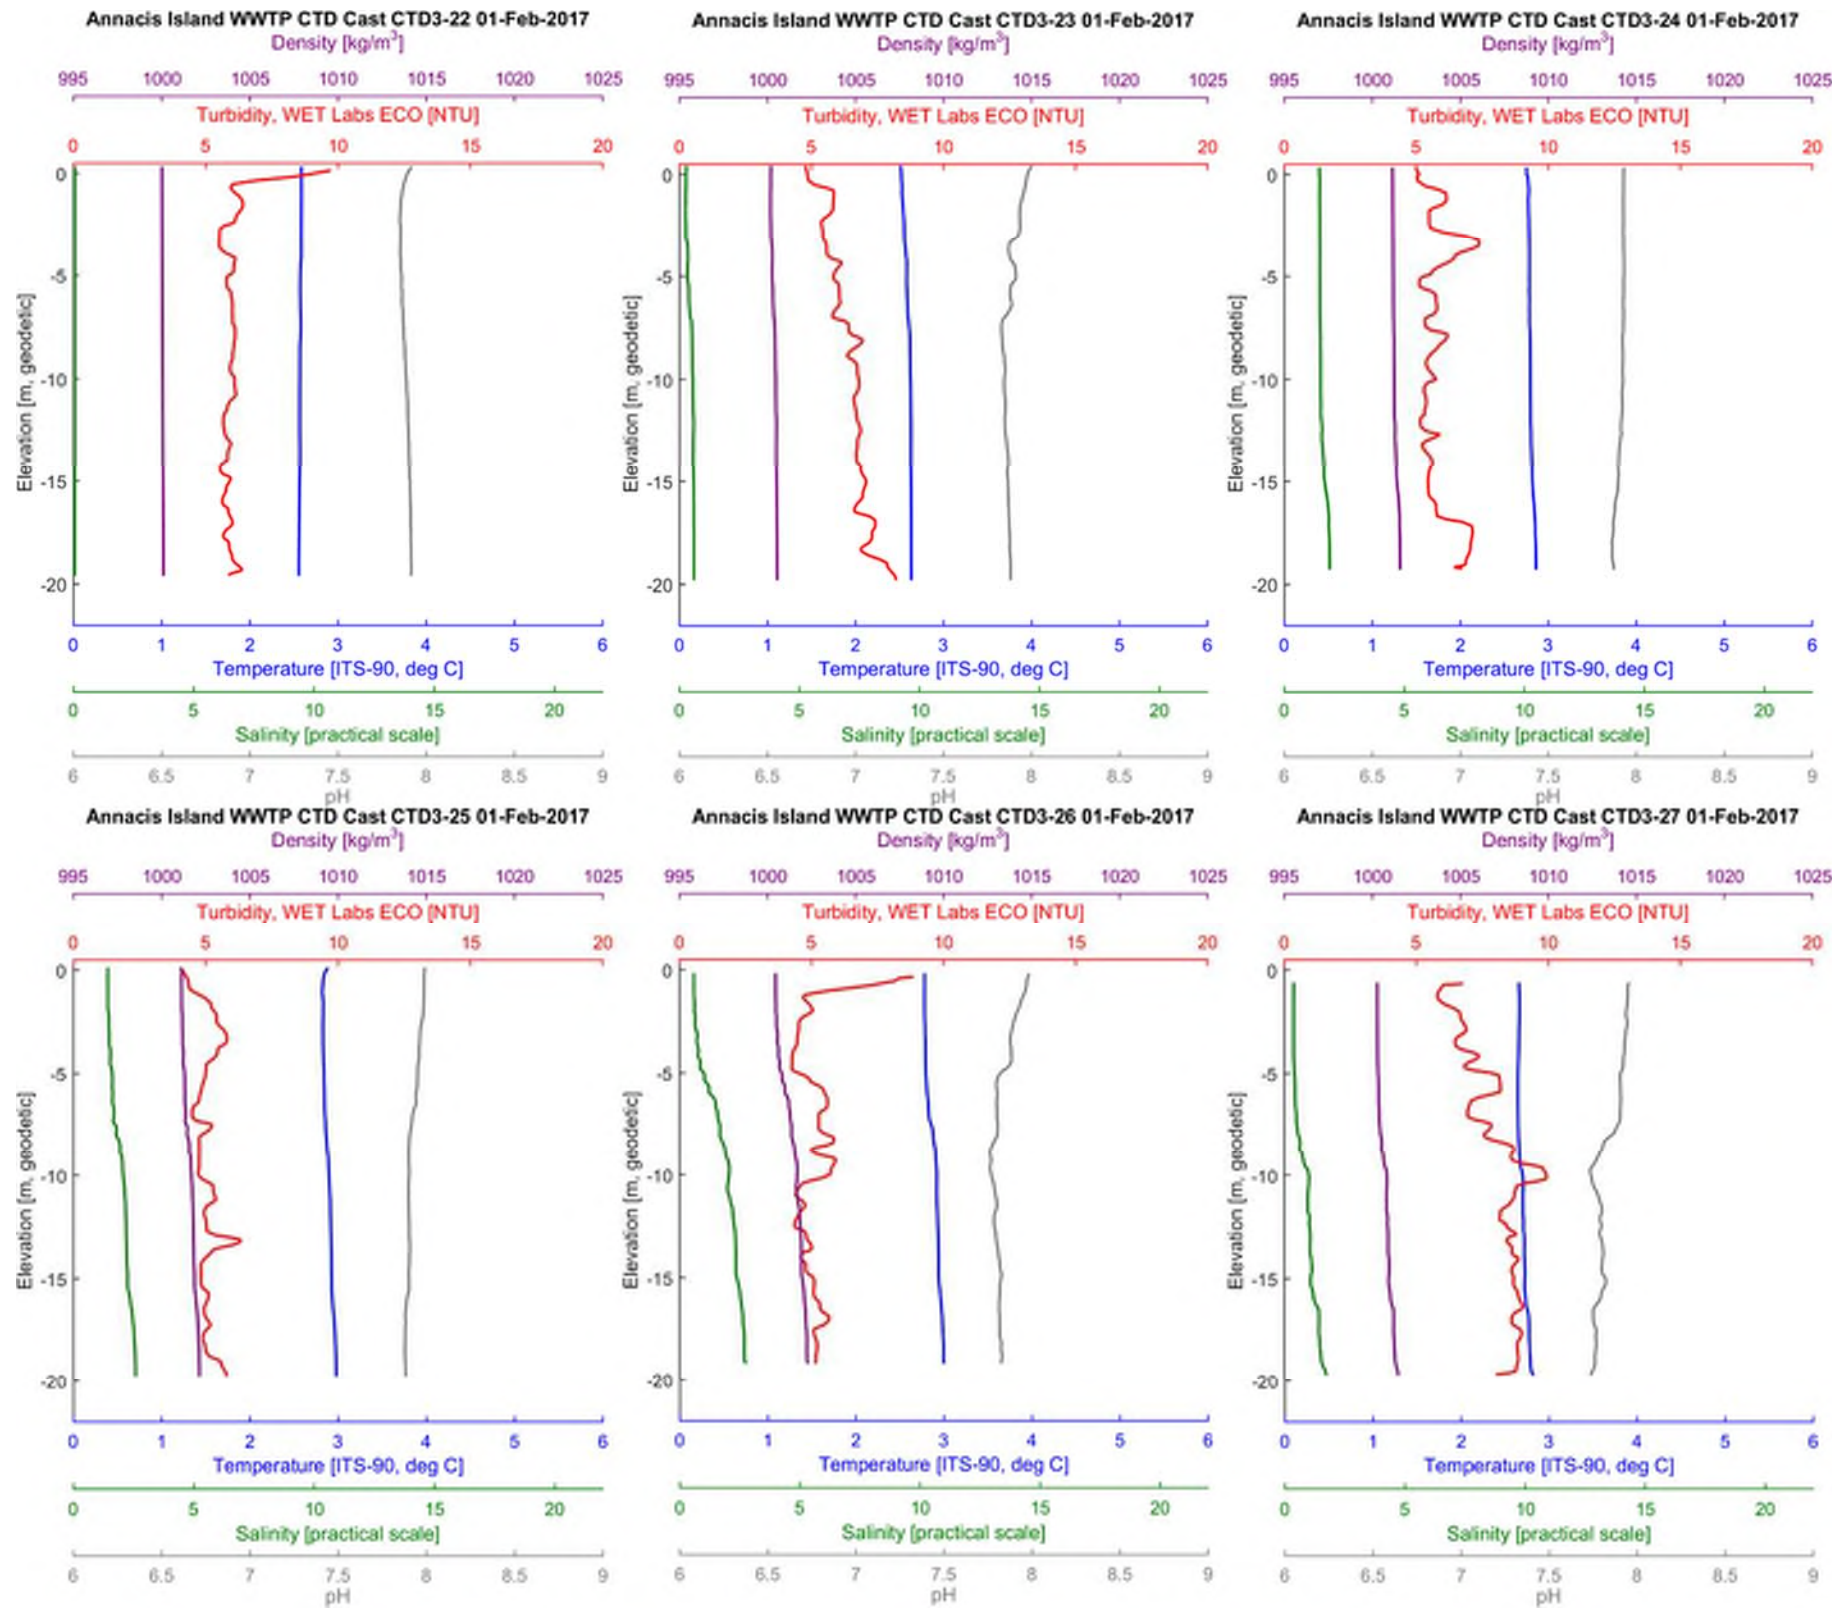 Annacis Island WWTP CTD Cast CTD3-22 01-Feb-2017
Density [kg/m³]
995 1000 1005 1010 1015 1020 1025
Turbidity, WET Labs ECO [NTU]
0 5 10 15 20
Elevation [m, geodetic]
0
-5
-10
-15
-20
0 1 2 3 4 5 6
Temperature [ITS-90, deg C]
0 5 10 15 20
Salinity [practical scale]
6 6.5 7 7.5 8 8.5 9
pH
Annacis Island WWTP CTD Cast CTD3-23 01-Feb-2017
Density [kg/m³]
995 1000 1005 1010 1015 1020 1025
Turbidity, WET Labs ECO [NTU]
0 5 10 15 20
Elevation [m, geodetic]
0
-5
-10
-15
-20
0 1 2 3 4 5 6
Temperature [ITS-90, deg C]
0 5 10 15 20
Salinity [practical scale]
6 6.5 7 7.5 8 8.5 9
pH
Annacis Island WWTP CTD Cast CTD3-24 01-Feb-2017
Density [kg/m³]
995 1000 1005 1010 1015 1020 1025
Turbidity, WET Labs ECO [NTU]
0 5 10 15 20
Elevation [m, geodetic]
0
-5
-10
-15
-20
0 1 2 3 4 5 6
Temperature [ITS-90, deg C]
0 5 10 15 20
Salinity [practical scale]
6 6.5 7 7.5 8 8.5 9
pH
Annacis Island WWTP CTD Cast CTD3-25 01-Feb-2017
Density [kg/m³]
995 1000 1005 1010 1015 1020 1025
Turbidity, WET Labs ECO [NTU]
0 5 10 15 20
Elevation [m, geodetic]
0
-5
-10
-15
-20
0 1 2 3 4 5 6
Temperature [ITS-90, deg C]
0 5 10 15 20
Salinity [practical scale]
6 6.5 7 7.5 8 8.5 9
pH
Annacis Island WWTP CTD Cast CTD3-26 01-Feb-2017
Density [kg/m³]
995 1000 1005 1010 1015 1020 1025
Turbidity, WET Labs ECO [NTU]
0 5 10 15 20
Elevation [m, geodetic]
0
-5
-10
-15
-20
0 1 2 3 4 5 6
Temperature [ITS-90, deg C]
0 5 10 15 20
Salinity [practical scale]
6 6.5 7 7.5 8 8.5 9
pH
Annacis Island WWTP CTD Cast CTD3-27 01-Feb-2017
Density [kg/m³]
995 1000 1005 1010 1015 1020 1025
Turbidity, WET Labs ECO [NTU]
0 5 10 15 20
Elevation [m, geodetic]
0
-5
-10
-15
-20
0 1 2 3 4 5 6
Temperature [ITS-90, deg C]
0 5 10 15 20
Salinity [practical scale]
6 6.5 7 7.5 8 8.5 9
pH